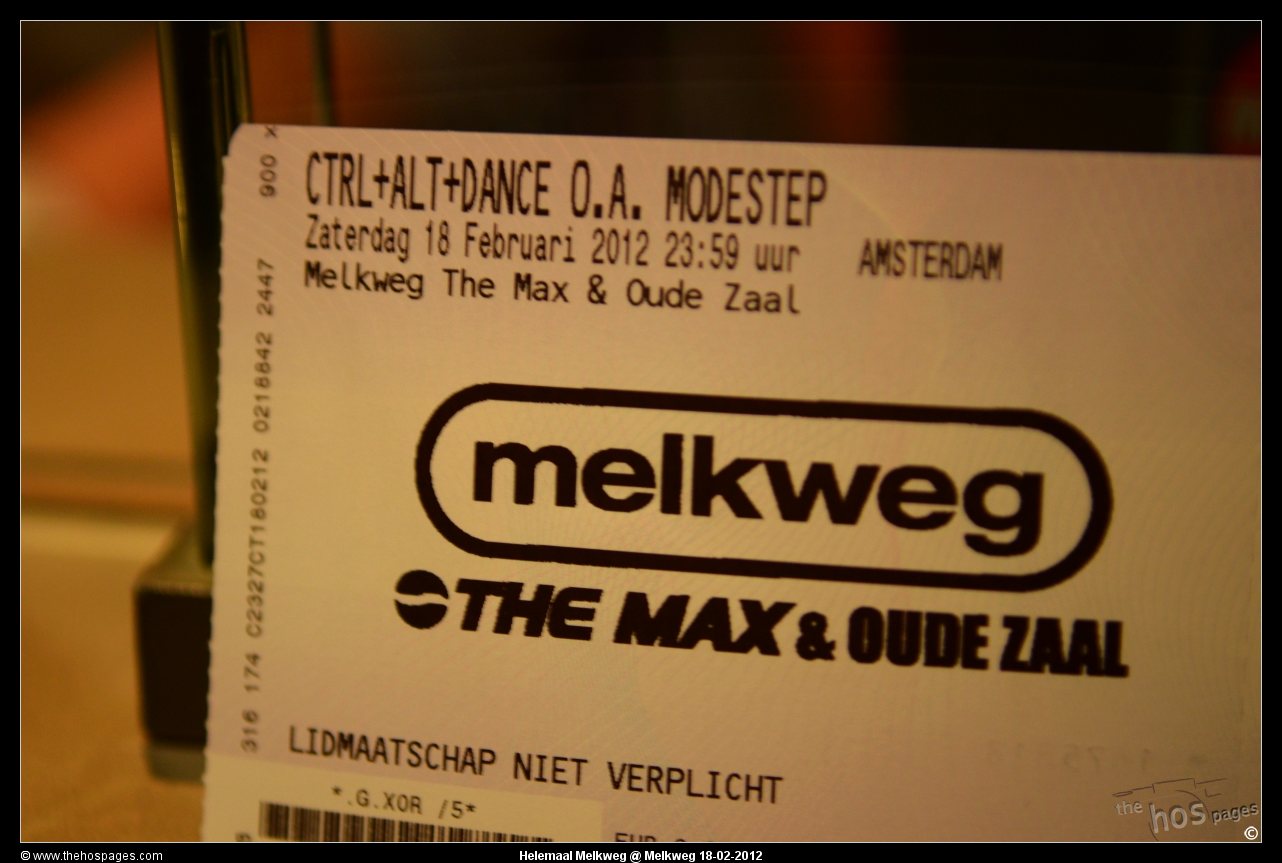 CTRL+ALT+DANCE O.A. MODESTEP
Zaterdag 18 Februari 2012 23:59 uur AMSTERDAM
Melkweg The Max & Oude Zaal
316 174 C2327CT180212 0218842 2447 900 X
melkweg
THE MAX & OUDE ZAAL
LIDMAATSCHAP NIET VERPLICHT
*.G.XOR /5*
EUR
the hos pages
©
© www.thehospages.com
Helemaal Melkweg @ Melkweg 18-02-2012